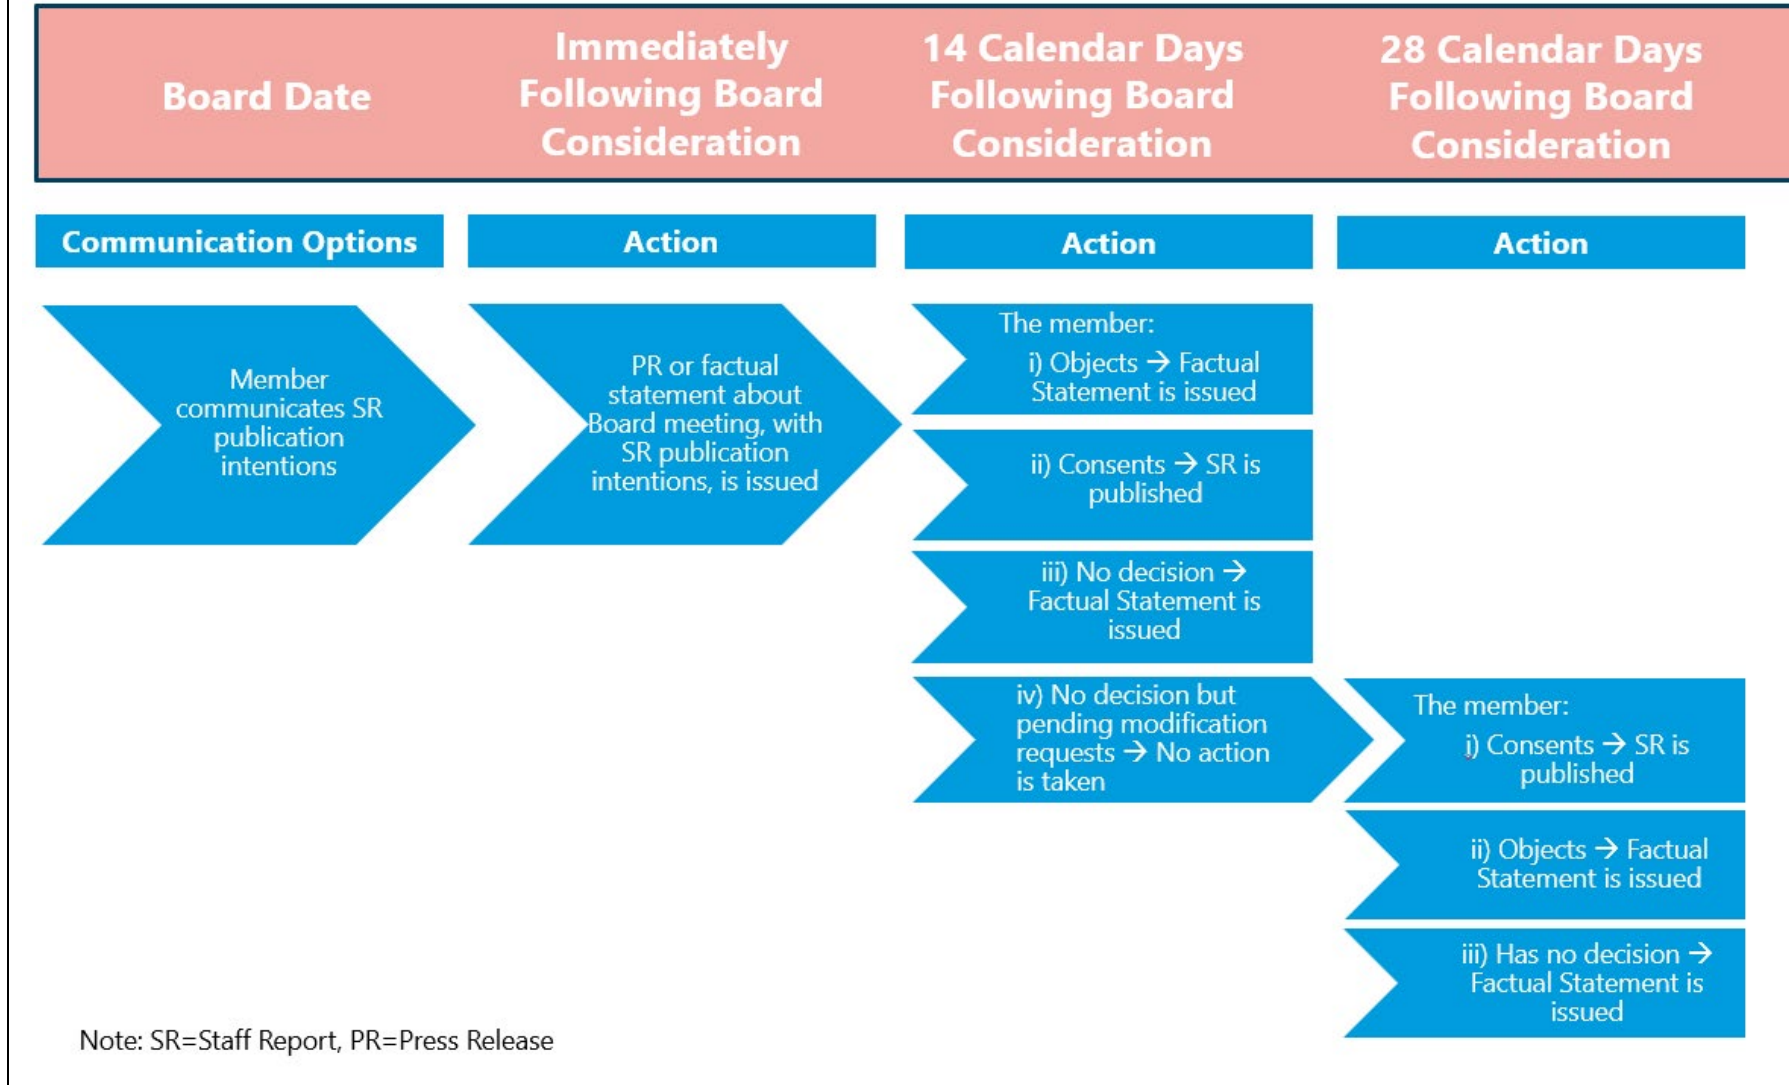 Board Date
Immediately
Following Board
Consideration
14 Calendar Days
Following Board
Consideration
28 Calendar Days
Following Board
Consideration
Communication Options
Action
Action
Action
Member
communicates SR
publication
intentions
PR or factual
statement about
Board meeting, with
SR publication
intentions, is issued
The member:
i) Objects → Factual
Statement is issued
ii) Consents → SR is
published
iii) No decision →
Factual Statement is
issued
iv) No decision but
pending modification
requests → No action
is taken
The member:
i) Consents → SR is
published
ii) Objects → Factual
Statement is issued
iii) Has no decision →
Factual Statement is
issued
Note: SR=Staff Report, PR=Press Release